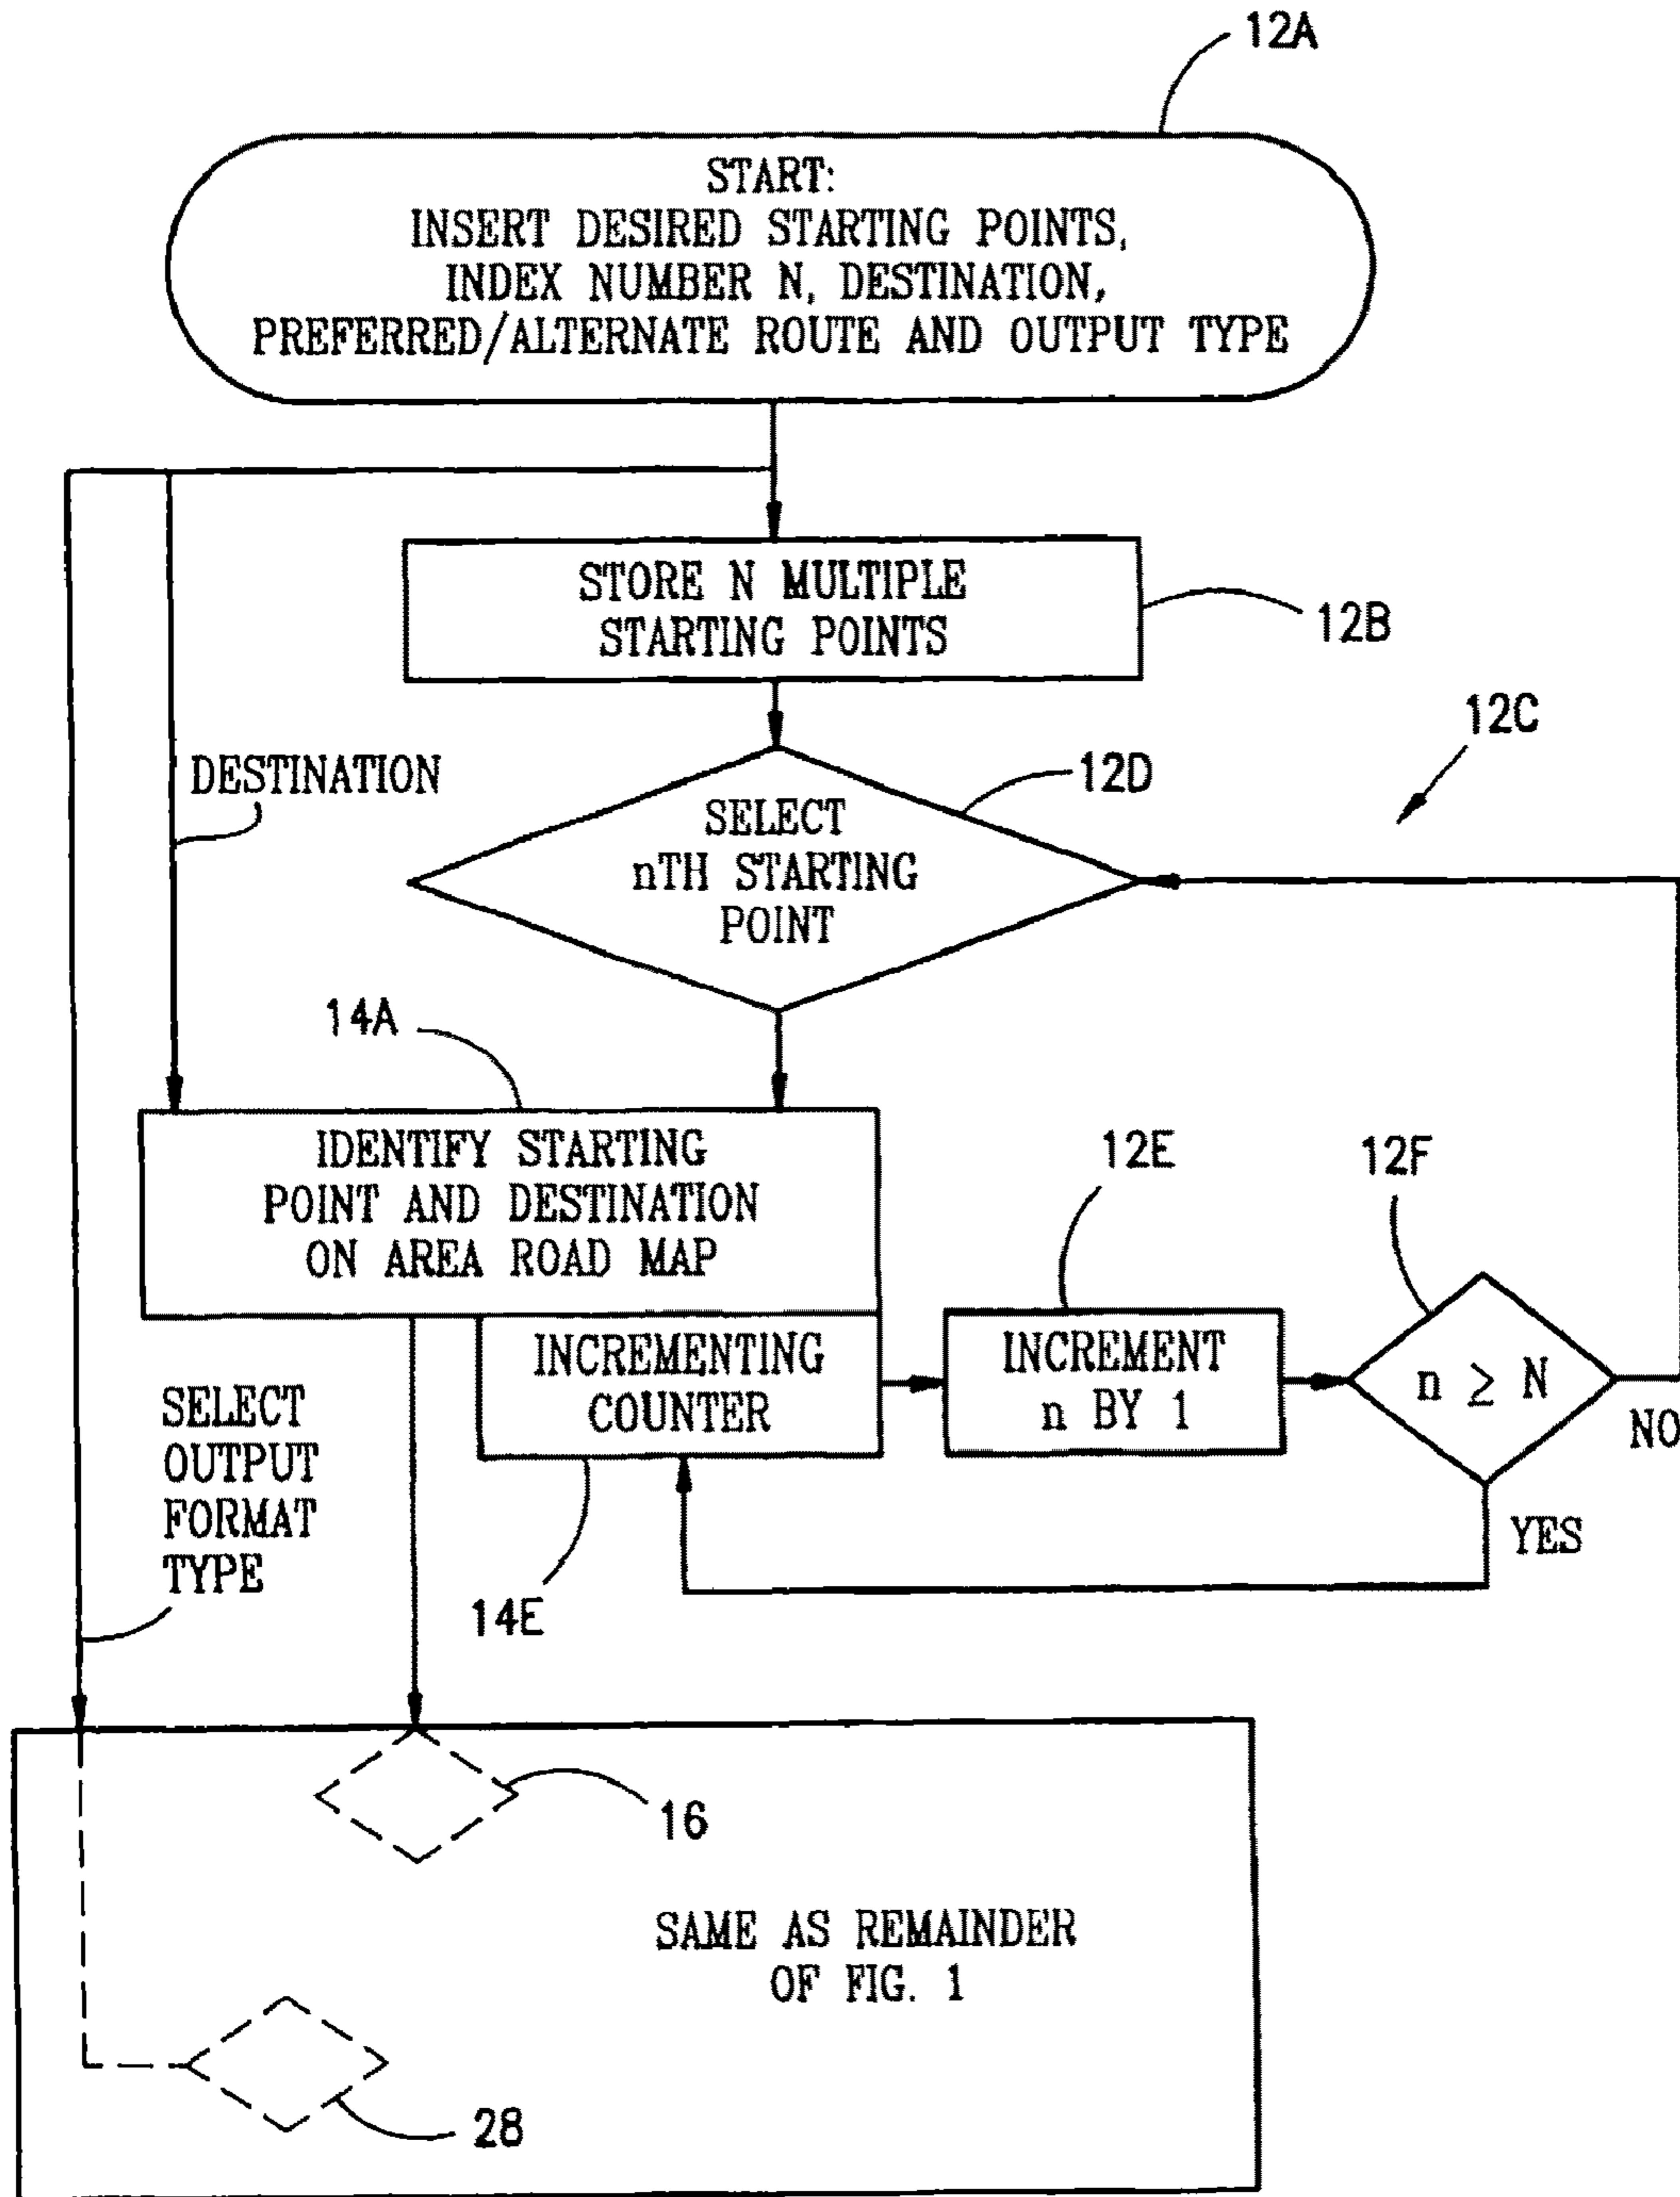 12A
START:
INSERT DESIRED STARTING POINTS,
INDEX NUMBER N, DESTINATION,
PREFERRED/ALTERNATE ROUTE AND OUTPUT TYPE
STORE N MULTIPLE
STARTING POINTS
12B
12C
DESTINATION
12D
SELECT
nTH STARTING
POINT
14A
IDENTIFY STARTING
POINT AND DESTINATION
ON AREA ROAD MAP
12E
12F
INCREMENTING
COUNTER
INCREMENT
n BY 1
n ≥ N
NO
YES
SELECT
OUTPUT
FORMAT
TYPE
14E
16
SAME AS REMAINDER
OF FIG. 1
28